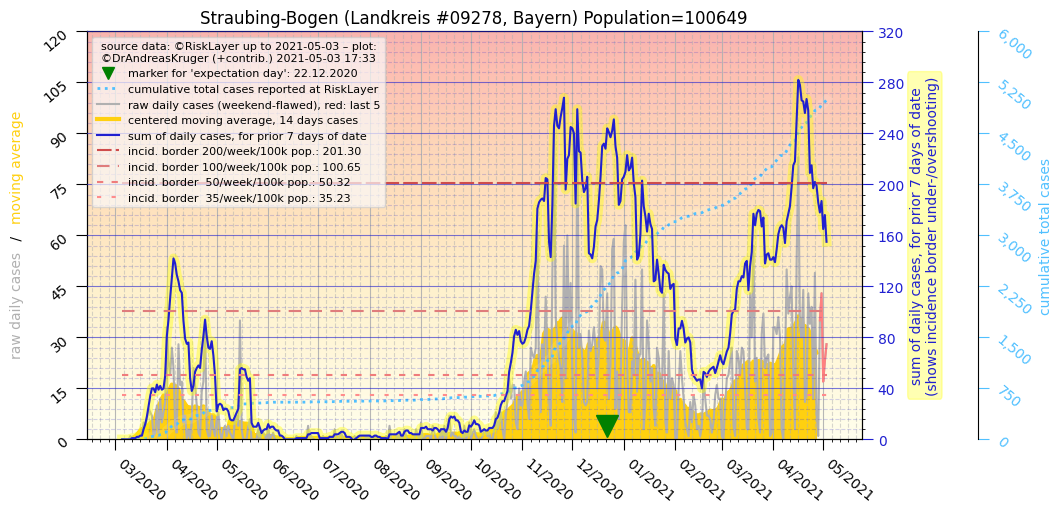 Straubing-Bogen (Landkreis #09278, Bayern) Population=100649
source data: ©RiskLayer up to 2021-05-03 – plot:
©DrAndreasKruger (+contrib.) 2021-05-03 17:33
marker for 'expectation day': 22.12.2020
cumulative total cases reported at RiskLayer
raw daily cases (weekend-flawed), red: last 5
centered moving average, 14 days cases
sum of daily cases, for prior 7 days of date
incid. border 200/week/100k pop.: 201.30
incid. border 100/week/100k pop.: 100.65
incid. border  50/week/100k pop.: 50.32
incid. border  35/week/100k pop.: 35.23
raw daily cases  /  moving average
120
105
90
75
60
45
30
15
0
320
280
240
200
160
120
80
40
0
sum of daily cases, for prior 7 days of date
(shows incidence border under-/overshooting)
6,000
5,250
4,500
3,750
3,000
2,250
1,500
750
0
cumulative total cases
03/2020
04/2020
05/2020
06/2020
07/2020
08/2020
09/2020
10/2020
11/2020
12/2020
01/2021
02/2021
03/2021
04/2021
05/2021